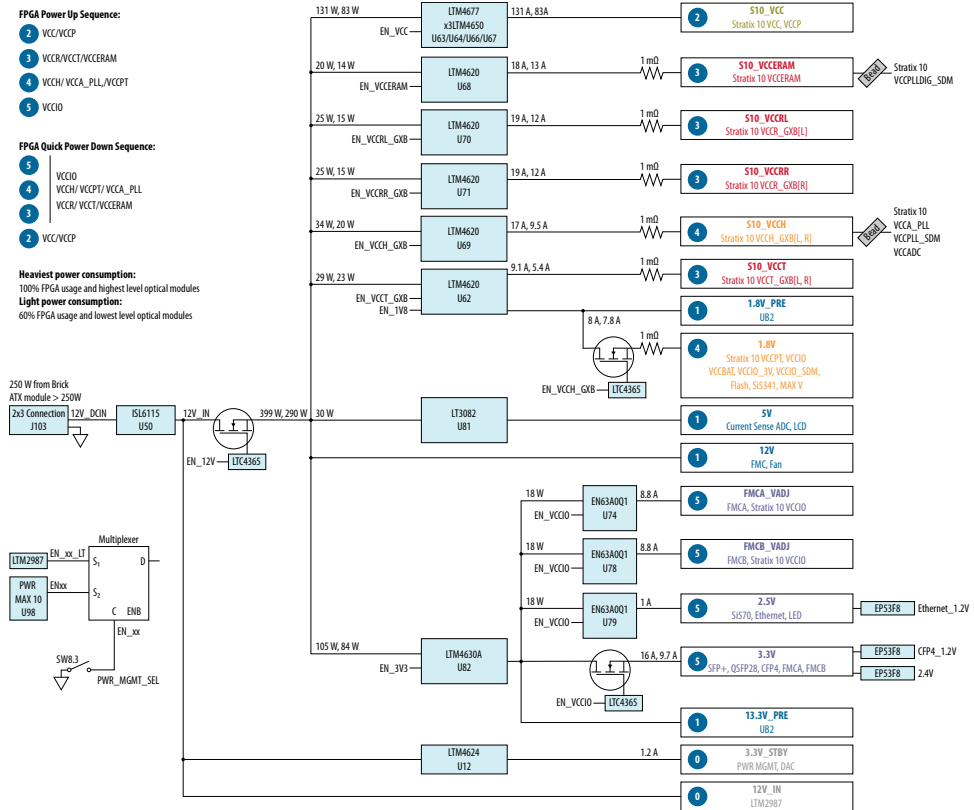 FPGA Power Up Sequence:
2 VCC/VCCP
3 VCCR/VCCT/VCCERAM
4 VCCH/ VCCA_PLL,/VCCPT
5 VCCIO
FPGA Quick Power Down Sequence:
5
VCCIO
4
VCCH/ VCCPT/ VCCA_PLL
3
VCCR/ VCCT/VCCERAM
2 VCC/VCCP
Heaviest power consumption:
100% FPGA usage and highest level optical modules
Light power consumption:
60% FPGA usage and lowest level optical modules
131 W, 83 W
EN_VCC
LTM4677
x3LTM4650
U63/U64/U66/U67
131 A, 83A
2
S10_VCC
Stratix 10 VCC, VCCP
20 W, 14 W
EN_VCCERAM
LTM4620
U68
18 A, 13 A
1 mΩ
3
S10_VCCERAM
Stratix 10 VCCERAM
Bead
Stratix 10
VCCPLLDIG_SDM
25 W, 15 W
EN_VCCRL_GXB
LTM4620
U70
19 A, 12 A
1 mΩ
3
S10_VCCRL
Stratix 10 VCCR_GXB[L]
25 W, 15 W
EN_VCCRR_GXB
LTM4620
U71
19 A, 12 A
1 mΩ
3
S10_VCCRR
Stratix 10 VCCR_GXB[R]
34 W, 20 W
EN_VCCH_GXB
LTM4620
U69
17 A, 9.5 A
1 mΩ
4
S10_VCCH
Stratix 10 VCCH_GXB[L, R]
Bead
Stratix 10
VCCA_PLL
VCCPLL_SDM
VCCADC
29 W, 23 W
EN_VCCT_GXB
EN_1V8
LTM4620
U62
9.1 A, 5.4 A
1 mΩ
3
S10_VCCT
Stratix 10 VCCT_GXB[L, R]
1
1.8V_PRE
UB2
8 A, 7.8 A
EN_VCCH_GXB
LTC4365
1 mΩ
4
1.8V
Stratix 10 VCCPT, VCCIO
VCCBAT, VCCIO_3V, VCCIO_SDM,
Flash, Si5341, MAX V
250 W from Brick
ATX module > 250W
2x3 Connection
J103
12V_DCIN
ISL6115
U50
12V_IN
EN_12V
LTC4365
399 W, 290 W
30 W
LT3082
U81
1
5V
Current Sense ADC, LCD
1
12V
FMC, Fan
18 W
EN_VCCIO
EN63A0Q1
U74
8.8 A
5
FMCA_VADJ
FMCA, Stratix 10 VCCIO
18 W
EN_VCCIO
EN63A0Q1
U78
8.8 A
5
FMCB_VADJ
FMCB, Stratix 10 VCCIO
18 W
EN_VCCIO
EN63A0Q1
U79
1 A
5
2.5V
Si570, Ethernet, LED
EP53F8
Ethernet_1.2V
105 W, 84 W
EN_3V3
LTM4630A
U82
EN_VCCIO
LTC4365
16 A, 9.7 A
5
3.3V
SFP+, QSFP28, CFP4, FMCA, FMCB
EP53F8
CFP4_1.2V
EP53F8
2.4V
1
13.3V_PRE
UB2
LTM4624
U12
1.2 A
0
3.3V_STBY
PWR MGMT, DAC
0
12V_IN
LTM2987
Multiplexer
LTM2987
EN_xx_LT
S1
D
PWR
MAX 10
U98
ENxx
S2
C ENB
EN_xx
SW8.3
PWR_MGMT_SEL